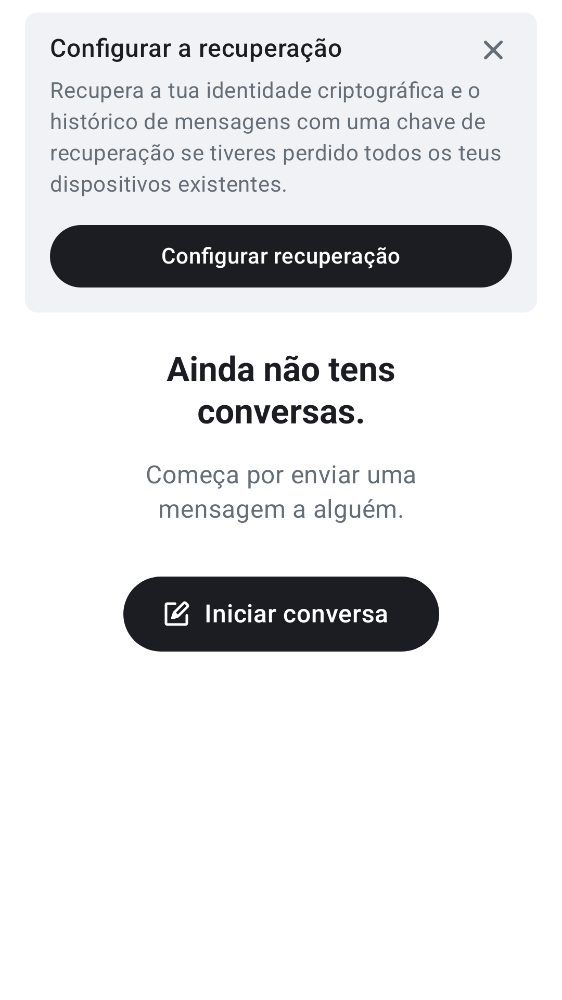 Configurar a recuperação
Recupera a tua identidade criptográfica e o
histórico de mensagens com uma chave de
recuperação se tiveres perdido todos os teus
dispositivos existentes.
Configurar recuperação
Ainda não tens
conversas.
Começa por enviar uma
mensagem a alguém.
Iniciar conversa